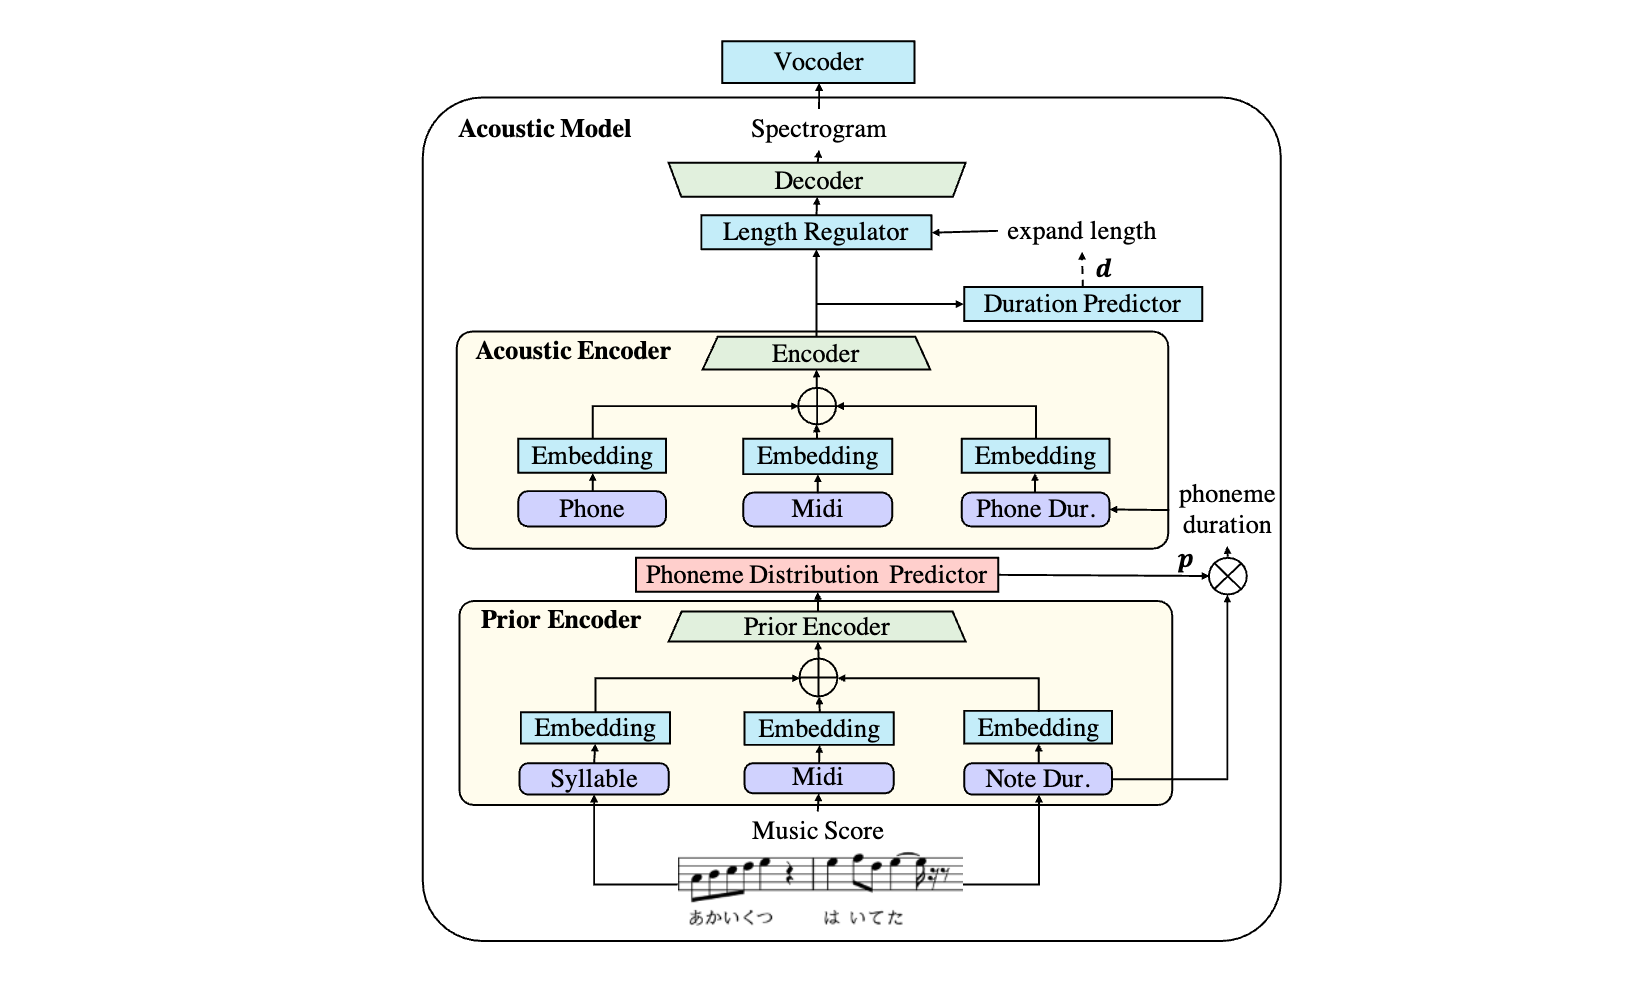 Vocoder
Acoustic Model
Spectrogram
Decoder
Length Regulator
expand length
d
Duration Predictor
Acoustic Encoder
Encoder
Embedding
Embedding
Embedding
Phone
Midi
Phone Dur.
phoneme
duration
Phoneme Distribution Predictor
p
Prior Encoder
Prior Encoder
Embedding
Embedding
Embedding
Syllable
Midi
Note Dur.
Music Score
あかいくつ はいてた